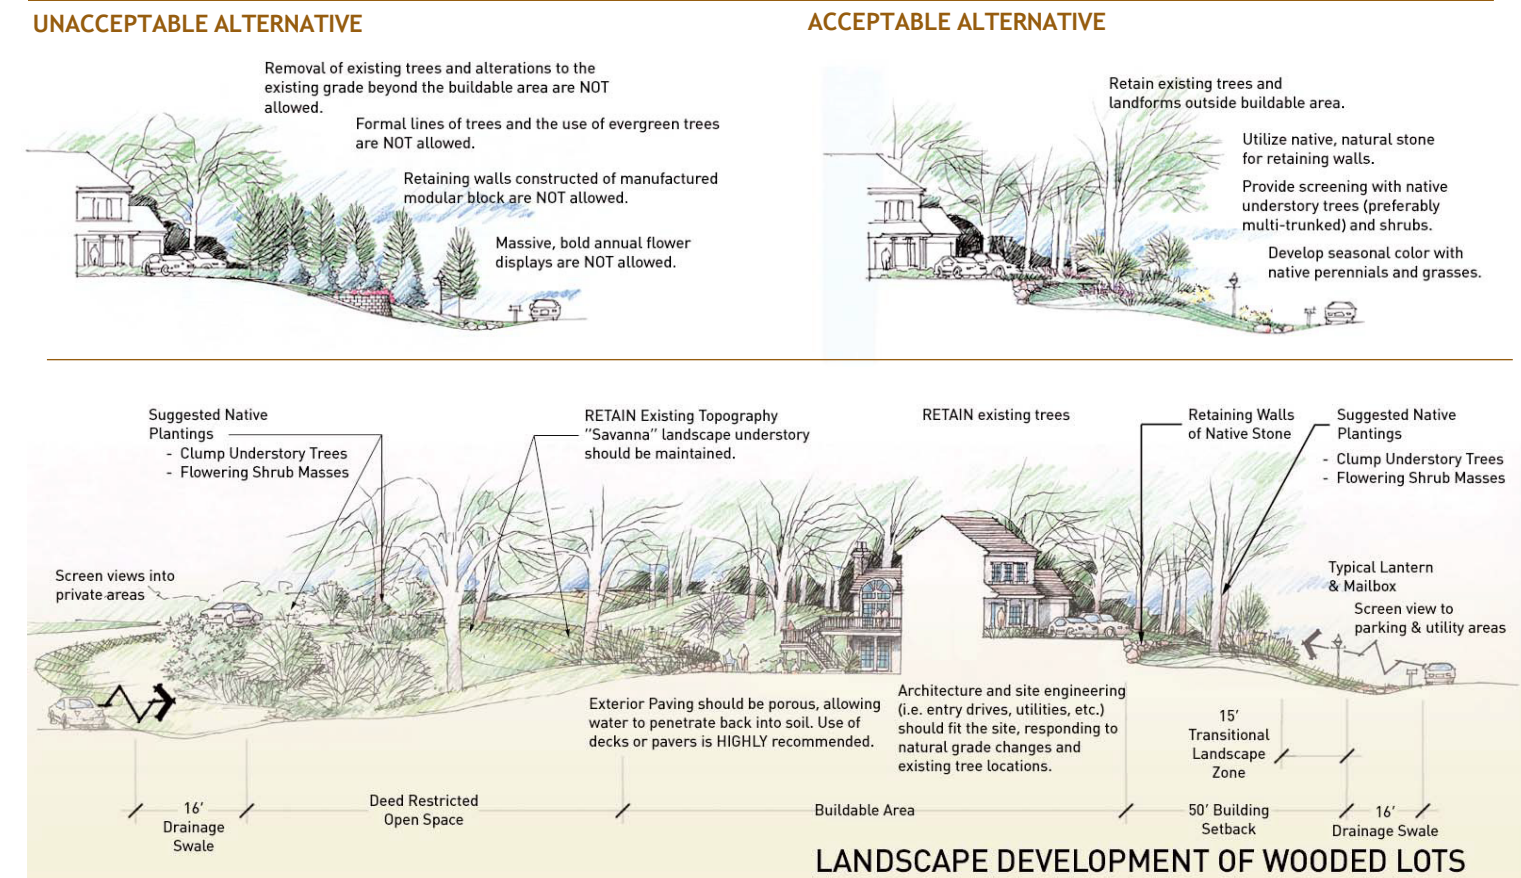 UNACCEPTABLE ALTERNATIVE
Removal of existing trees and alterations to the
existing grade beyond the buildable area are NOT
allowed.
Formal lines of trees and the use of evergreen trees
are NOT allowed.
Retaining walls constructed of manufactured
modular block are NOT allowed.
Massive, bold annual flower
displays are NOT allowed.
ACCEPTABLE ALTERNATIVE
Retain existing trees and
landforms outside buildable area.
Utilize native, natural stone
for retaining walls.
Provide screening with native
understory trees (preferably
multi-trunked) and shrubs.
Develop seasonal color with
native perennials and grasses.
Suggested Native
Plantings
- Clump Understory Trees
- Flowering Shrub Masses
RETAIN Existing Topography
"Savanna" landscape understory
should be maintained.
RETAIN existing trees
Retaining Walls
of Native Stone
Suggested Native
Plantings
- Clump Understory Trees
- Flowering Shrub Masses
Screen views into
private areas
Typical Lantern
& Mailbox
Screen view to
parking & utility areas
Exterior Paving should be porous, allowing
water to penetrate back into soil. Use of
decks or pavers is HIGHLY recommended.
Architecture and site engineering
(i.e. entry drives, utilities, etc.)
should fit the site, responding to
natural grade changes and
existing tree locations.
15'
Transitional
Landscape
Zone
16'
Drainage
Swale
Deed Restricted
Open Space
Buildable Area
50' Building
Setback
16'
Drainage Swale
LANDSCAPE DEVELOPMENT OF WOODED LOTS